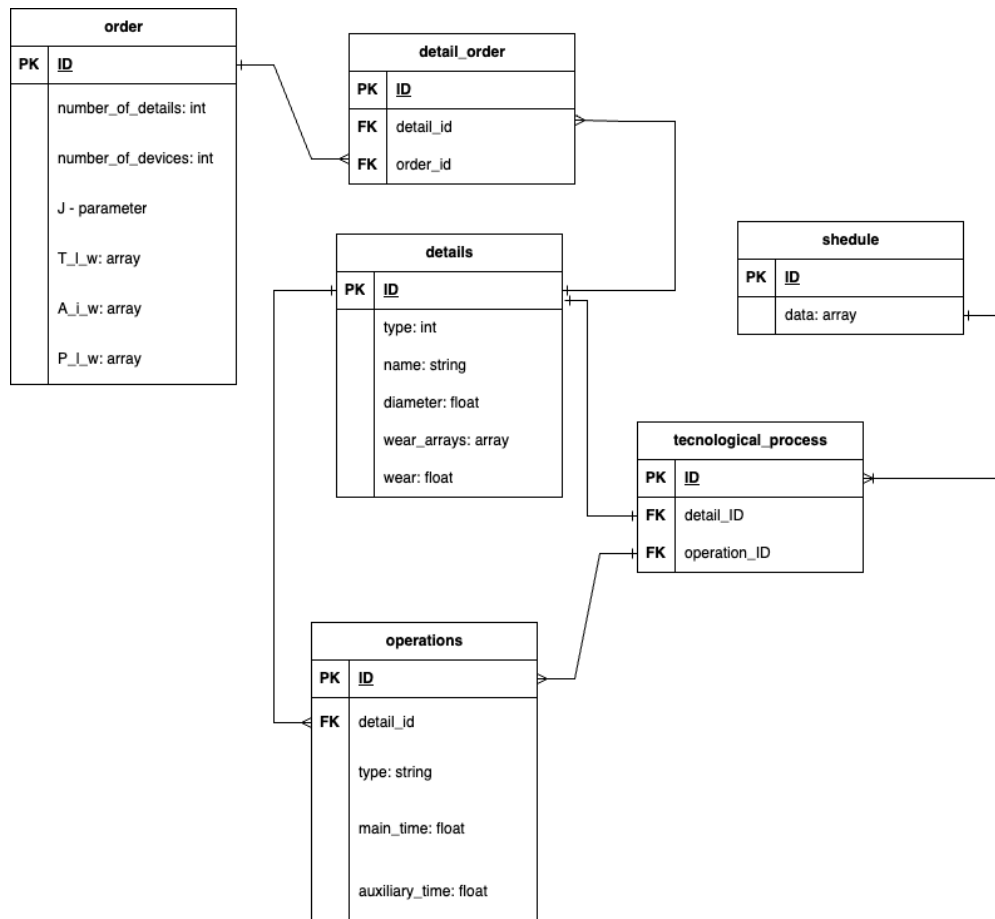 order
PK ID
number_of_details: int
number_of_devices: int
J - parameter
T_l_w: array
A_i_w: array
P_l_w: array
detail_order
PK ID
FK detail_id
FK order_id
details
PK ID
type: int
name: string
diameter: float
wear_arrays: array
wear: float
shedule
PK ID
data: array
tecnological_process
PK ID
FK detail_ID
FK operation_ID
operations
PK ID
FK detail_id
type: string
main_time: float
auxiliary_time: float